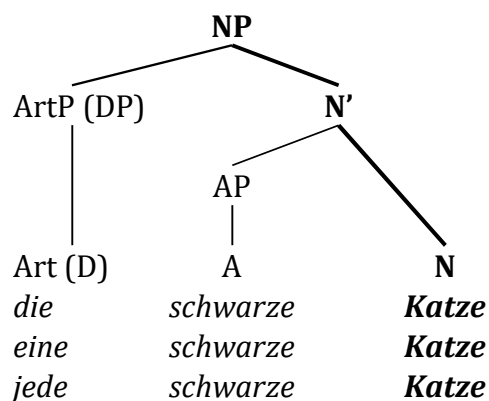 NP
ArtP (DP) N’
AP
Art (D) A N
die schwarze Katze
eine schwarze Katze
jede schwarze Katze